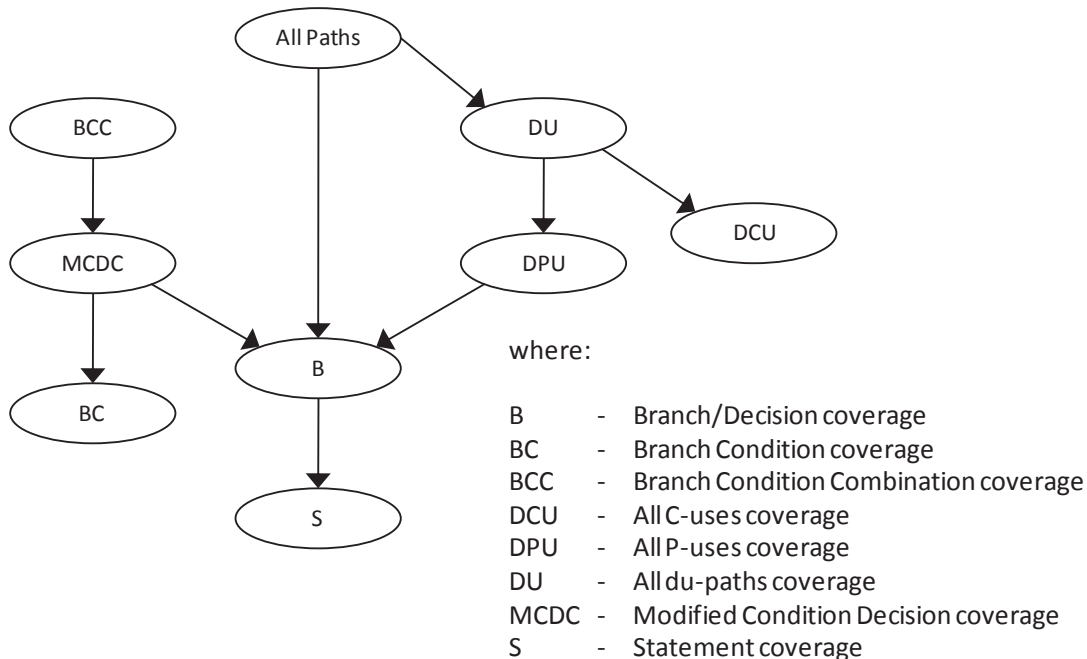 All Paths
BCC
DU
DCU
MCDC
DPU
B
BC
S
where:
B - Branch/Decision coverage
BC - Branch Condition coverage
BCC - Branch Condition Combination coverage
DCU - All C-uses coverage
DPU - All P-uses coverage
DU - All du-paths coverage
MCDC - Modified Condition Decision coverage
S - Statement coverage